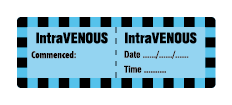 IntraVENOUS
Commenced:
IntraVENOUS
Date ....../....../......
Time ...........